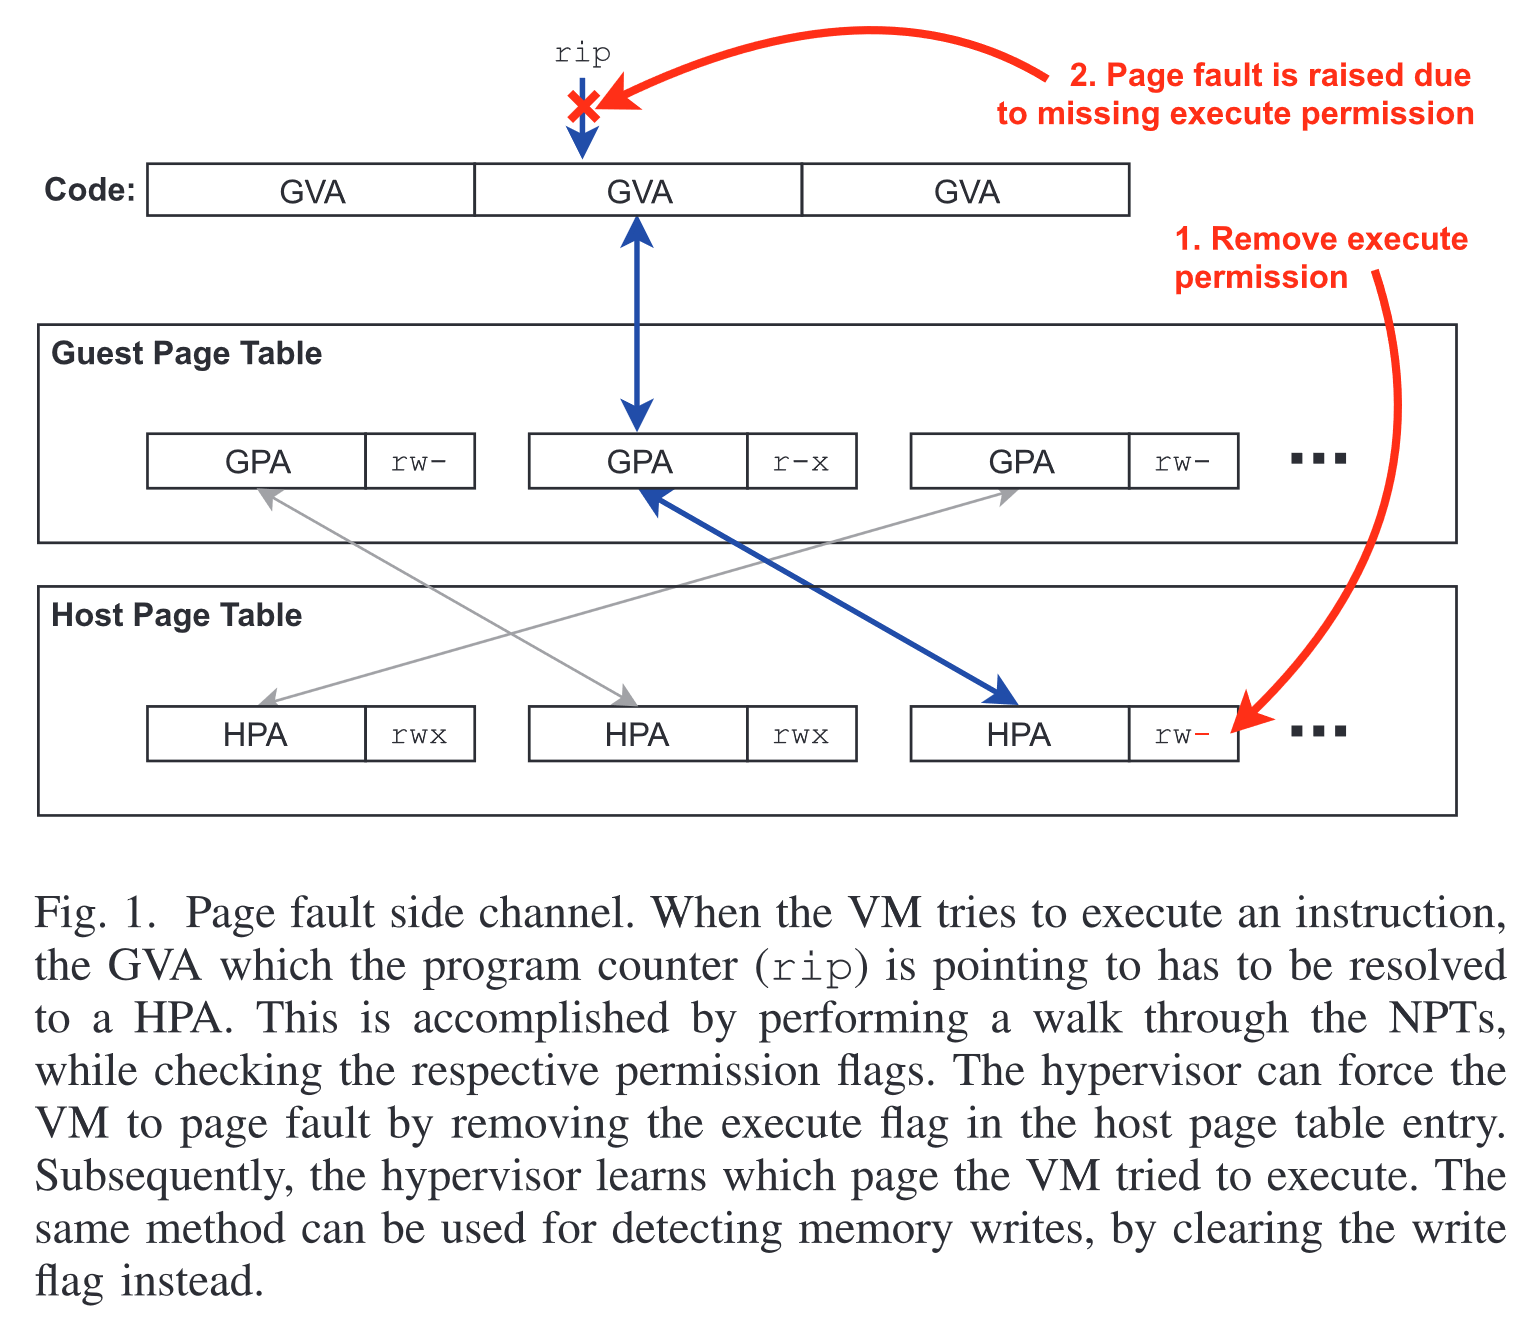 rip
2. Page fault is raised due
to missing execute permission
Code: GVA GVA GVA
1. Remove execute
permission
Guest Page Table
GPA rw- GPA r-x GPA rw- ...
Host Page Table
HPA rwx HPA rwx HPA rw- ...
Fig. 1. Page fault side channel. When the VM tries to execute an instruction,
the GVA which the program counter (rip) is pointing to has to be resolved
to a HPA. This is accomplished by performing a walk through the NPTs,
while checking the respective permission flags. The hypervisor can force the
VM to page fault by removing the execute flag in the host page table entry.
Subsequently, the hypervisor learns which page the VM tried to execute. The
same method can be used for detecting memory writes, by clearing the write
flag instead.